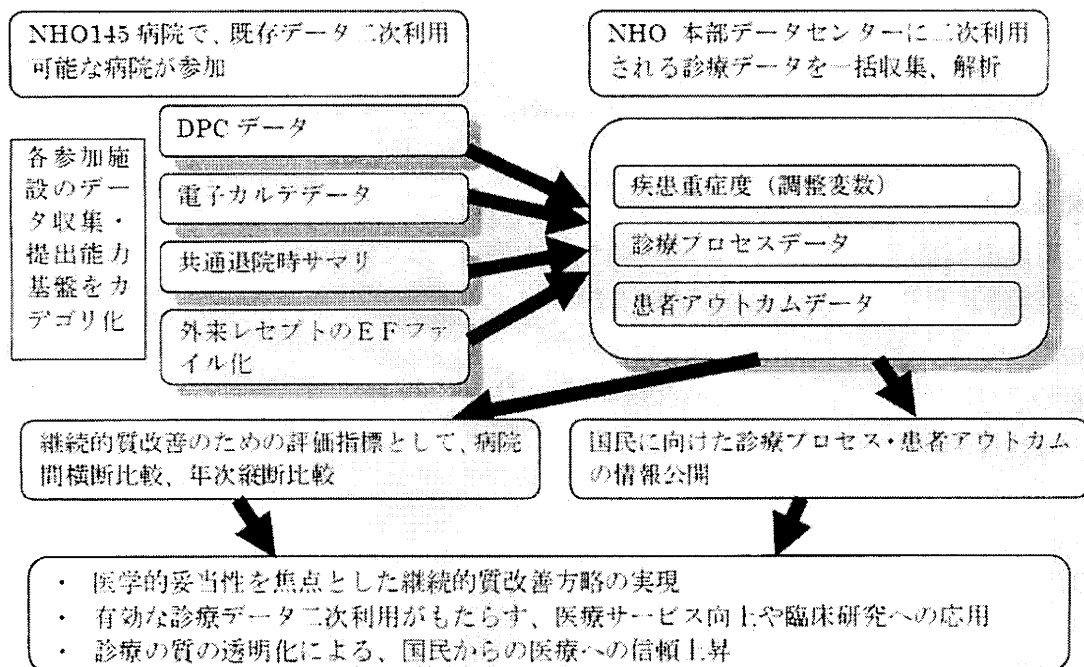 NHO145 病院で、既存データ二次利用
可能な病院が参加
NHO 本部データセンターに二次利用
される診療データを一括収集、解析
各参加施
設のデー
タ収集・
提出能力
基盤をカ
テゴリ化
DPC データ
電子カルテデータ
共通退院時サマリ
外来レセプトのEFファ
イル化
疾患重症度（調整変数）
診療プロセスデータ
患者アウトカムデータ
継続的質改善のための評価指標として、病院
間横断比較、年次縦断比較
国民に向けた診療プロセス・患者アウトカム
の情報公開
・ 医学的妥当性を焦点とした継続的質改善方略の実現
・ 有効な診療データ二次利用がもたらす、医療サービス向上や臨床研究への応用
・ 診療の質の透明化による、国民からの医療への信頼上昇